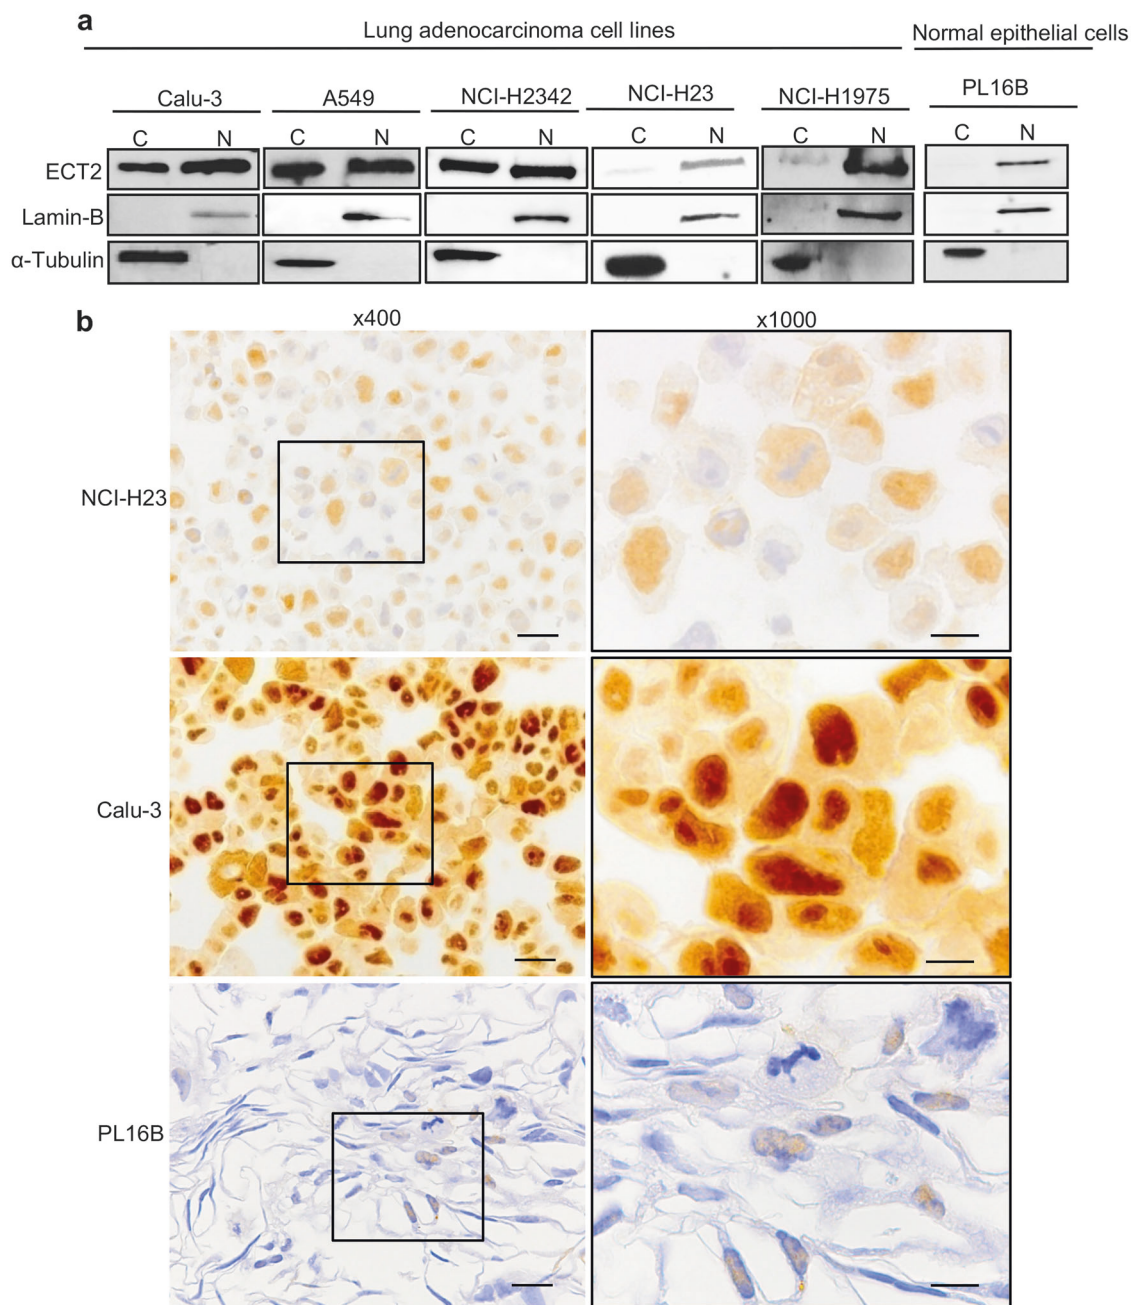 a
Lung adenocarcinoma cell lines
Normal epithelial cells
Calu-3 A549 NCI-H2342 NCI-H23 NCI-H1975 PL16B
C N C N C N C N C N C N
ECT2
Lamin-B
α-Tubulin
b
x400 x1000
NCI-H23
Calu-3
PL16B